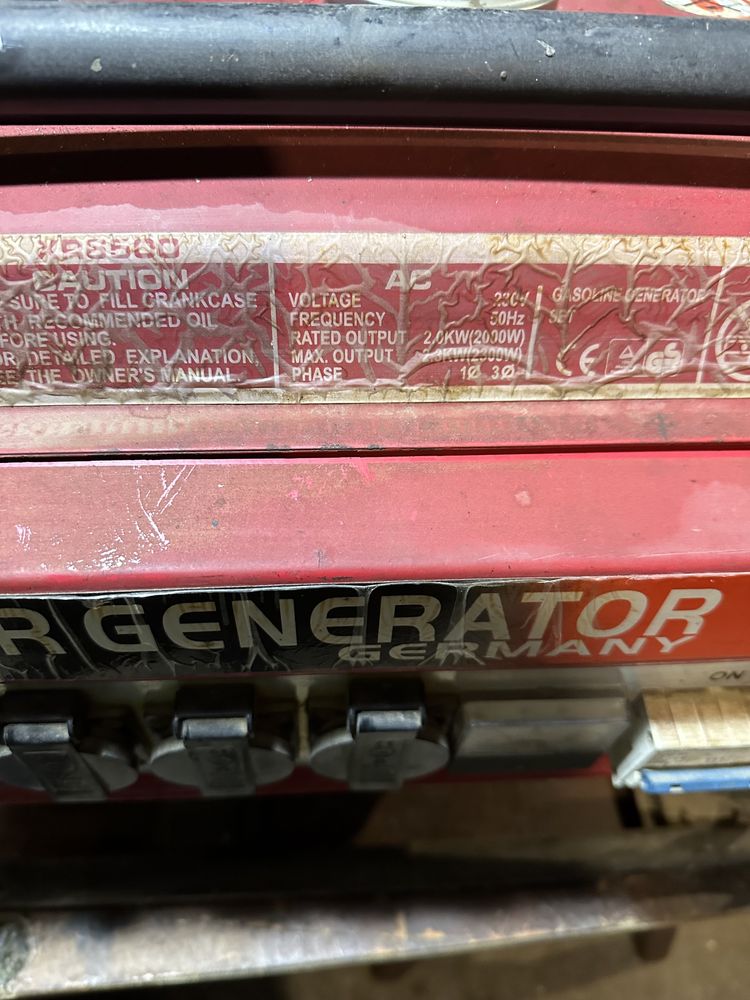 CAUTION
SURE TO FILL CRANKCASE
RECOMMENDED OIL
FORE USING.
DETAILED EXPLANATION,
THE OWNER'S MANUAL.
AC
VOLTAGE 230V
FREQUENCY 50Hz
RATED OUTPUT 2,0KW(2000W)
MAX. OUTPUT 2.3KW(2300W)
PHASE 1Ø 3Ø
GASOLINE GENERATOR
SET
CE GS
R GENERATOR
GERMANY
ON